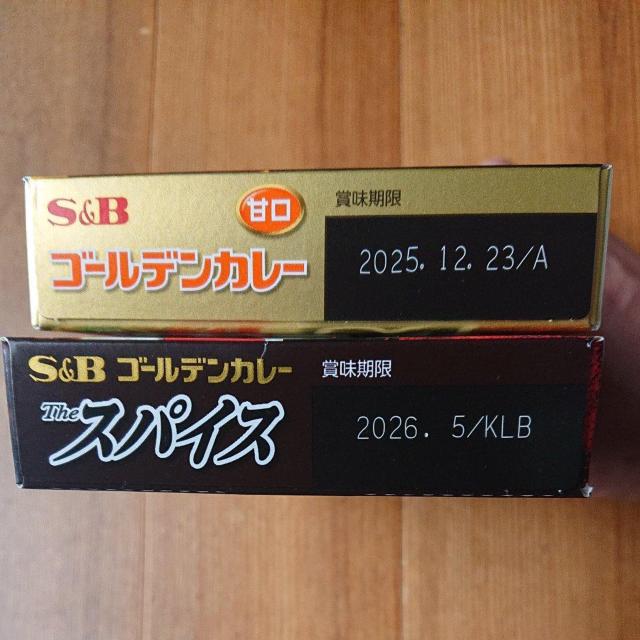 S&B
甘口
賞味期限
ゴールデンカレー
2025. 12. 23/A
S&B ゴールデンカレー
賞味期限
The スパイス
2026. 5/KLB